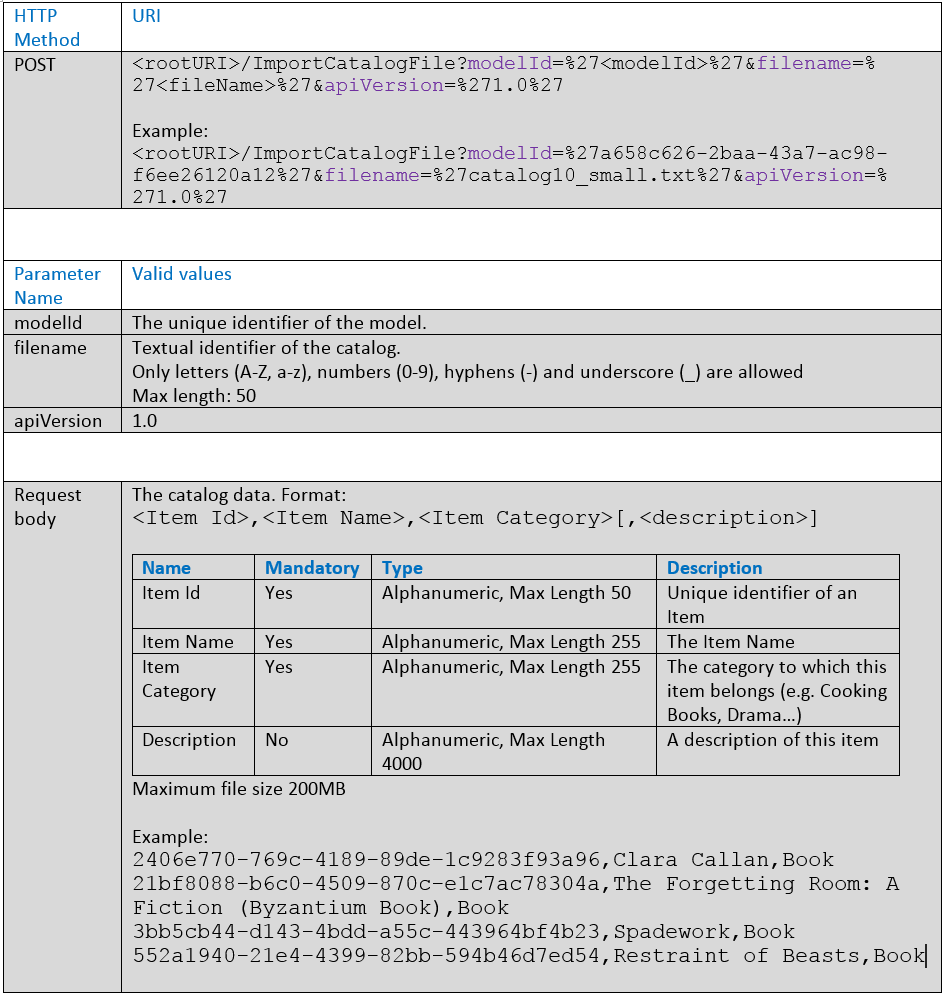 HTTP Method
URI
POST
<rootURI>/ImportCatalogFile?modelId=%27<modelId>%27&filename=%
27<fileName>%27&apiVersion=%271.0%27
Example:
<rootURI>/ImportCatalogFile?modelId=%27a658c626-2baa-43a7-ac98-
f6ee26120a12%27&filename=%27catalog10_small.txt%27&apiVersion=%
271.0%27
Parameter Name
Valid values
modelId
The unique identifier of the model.
filename
Textual identifier of the catalog.
Only letters (A-Z, a-z), numbers (0-9), hyphens (-) and underscore (_) are allowed
Max length: 50
apiVersion
1.0
Request body
The catalog data. Format:
<Item Id>,<Item Name>,<Item Category>[,<description>]
Name
Mandatory
Type
Description
Item Id
Yes
Alphanumeric, Max Length 50
Unique identifier of an
Item
Item Name
Yes
Alphanumeric, Max Length 255
The Item Name
Item
Category
Yes
Alphanumeric, Max Length 255
The category to which this
item belongs (e.g. Cooking
Books, Drama…)
Description
No
Alphanumeric, Max Length
4000
A description of this item
Maximum file size 200MB
Example:
2406e770-769c-4189-89de-1c9283f93a96,Clara Callan,Book
21bf8088-b6c0-4509-870c-e1c7ac78304a,The Forgetting Room: A
Fiction (Byzantium Book),Book
3bb5cb44-d143-4bdd-a55c-443964bf4b23,Spadework,Book
552a1940-21e4-4399-82bb-594b46d7ed54,Restraint of Beasts,Book